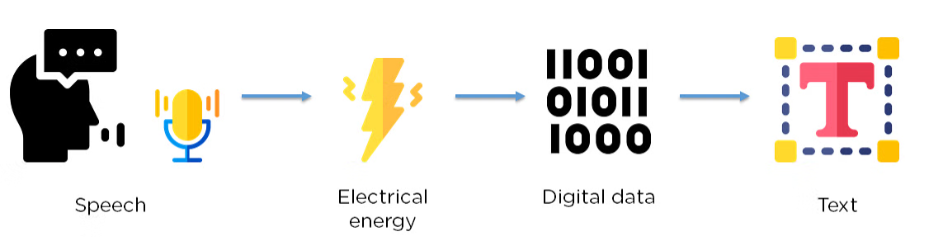 11001
01011
1000
T
Speech
Electrical
energy
Digital data
Text